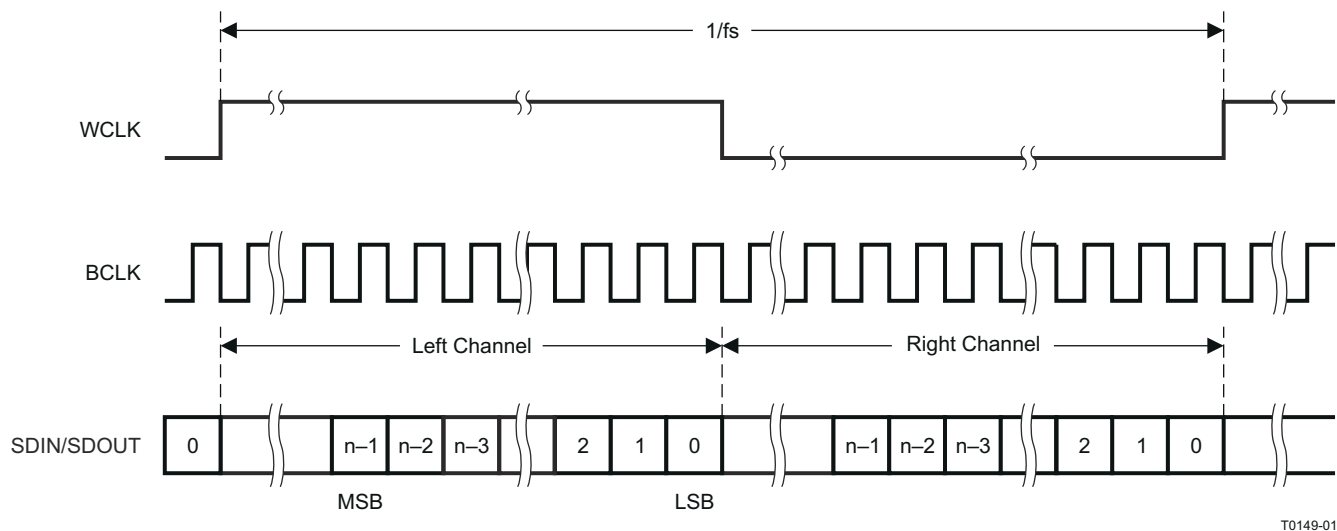 1/fs
WCLK
BCLK
Left Channel Right Channel
SDIN/SDOUT 0 n–1 n–2 n–3 2 1 0 n–1 n–2 n–3 2 1 0
MSB LSB
T0149-01